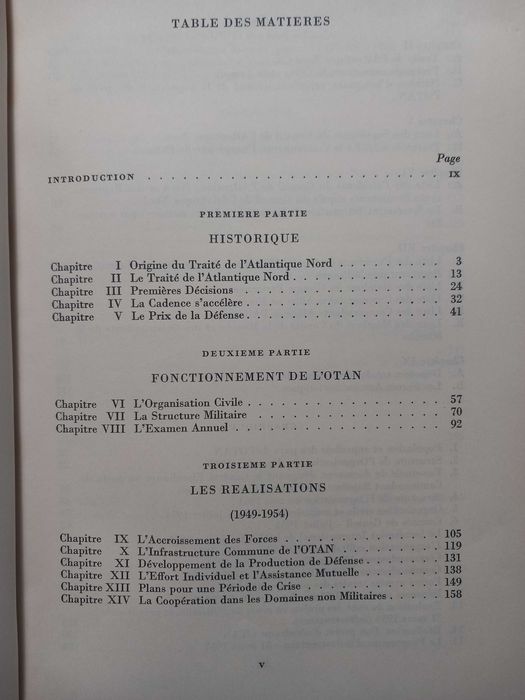 TABLE DES MATIERES
Page
INTRODUCTION . . . . . . . . . . . . . . . . . . . . . . . IX
PREMIERE PARTIE
HISTORIQUE
Chapitre I Origine du Traité de l'Atlantique Nord . . . . . . . . . 3
Chapitre II Le Traité de l'Atlantique Nord . . . . . . . . . . . . 13
Chapitre III Premières Décisions . . . . . . . . . . . . . . . . 24
Chapitre IV La Cadence s'accélère . . . . . . . . . . . . . . . 32
Chapitre V Le Prix de la Défense . . . . . . . . . . . . . . . 41
DEUXIEME PARTIE
FONCTIONNEMENT DE L'OTAN
Chapitre VI L'Organisation Civile . . . . . . . . . . . . . . . 57
Chapitre VII La Structure Militaire . . . . . . . . . . . . . . 70
Chapitre VIII L'Examen Annuel . . . . . . . . . . . . . . . . 92
TROISIEME PARTIE
LES REALISATIONS
(1949-1954)
Chapitre IX L'Accroissement des Forces . . . . . . . . . . . . 105
Chapitre X L'Infrastructure Commune de l'OTAN . . . . . . . . 119
Chapitre XI Développement de la Production de Défense . . . . . . 131
Chapitre XII L'Effort Individuel et l'Assistance Mutuelle . . . . . . 138
Chapitre XIII Plans pour une Période de Crise . . . . . . . . . . 149
Chapitre XIV La Coopération dans les Domaines non Militaires . . . . . 158
V